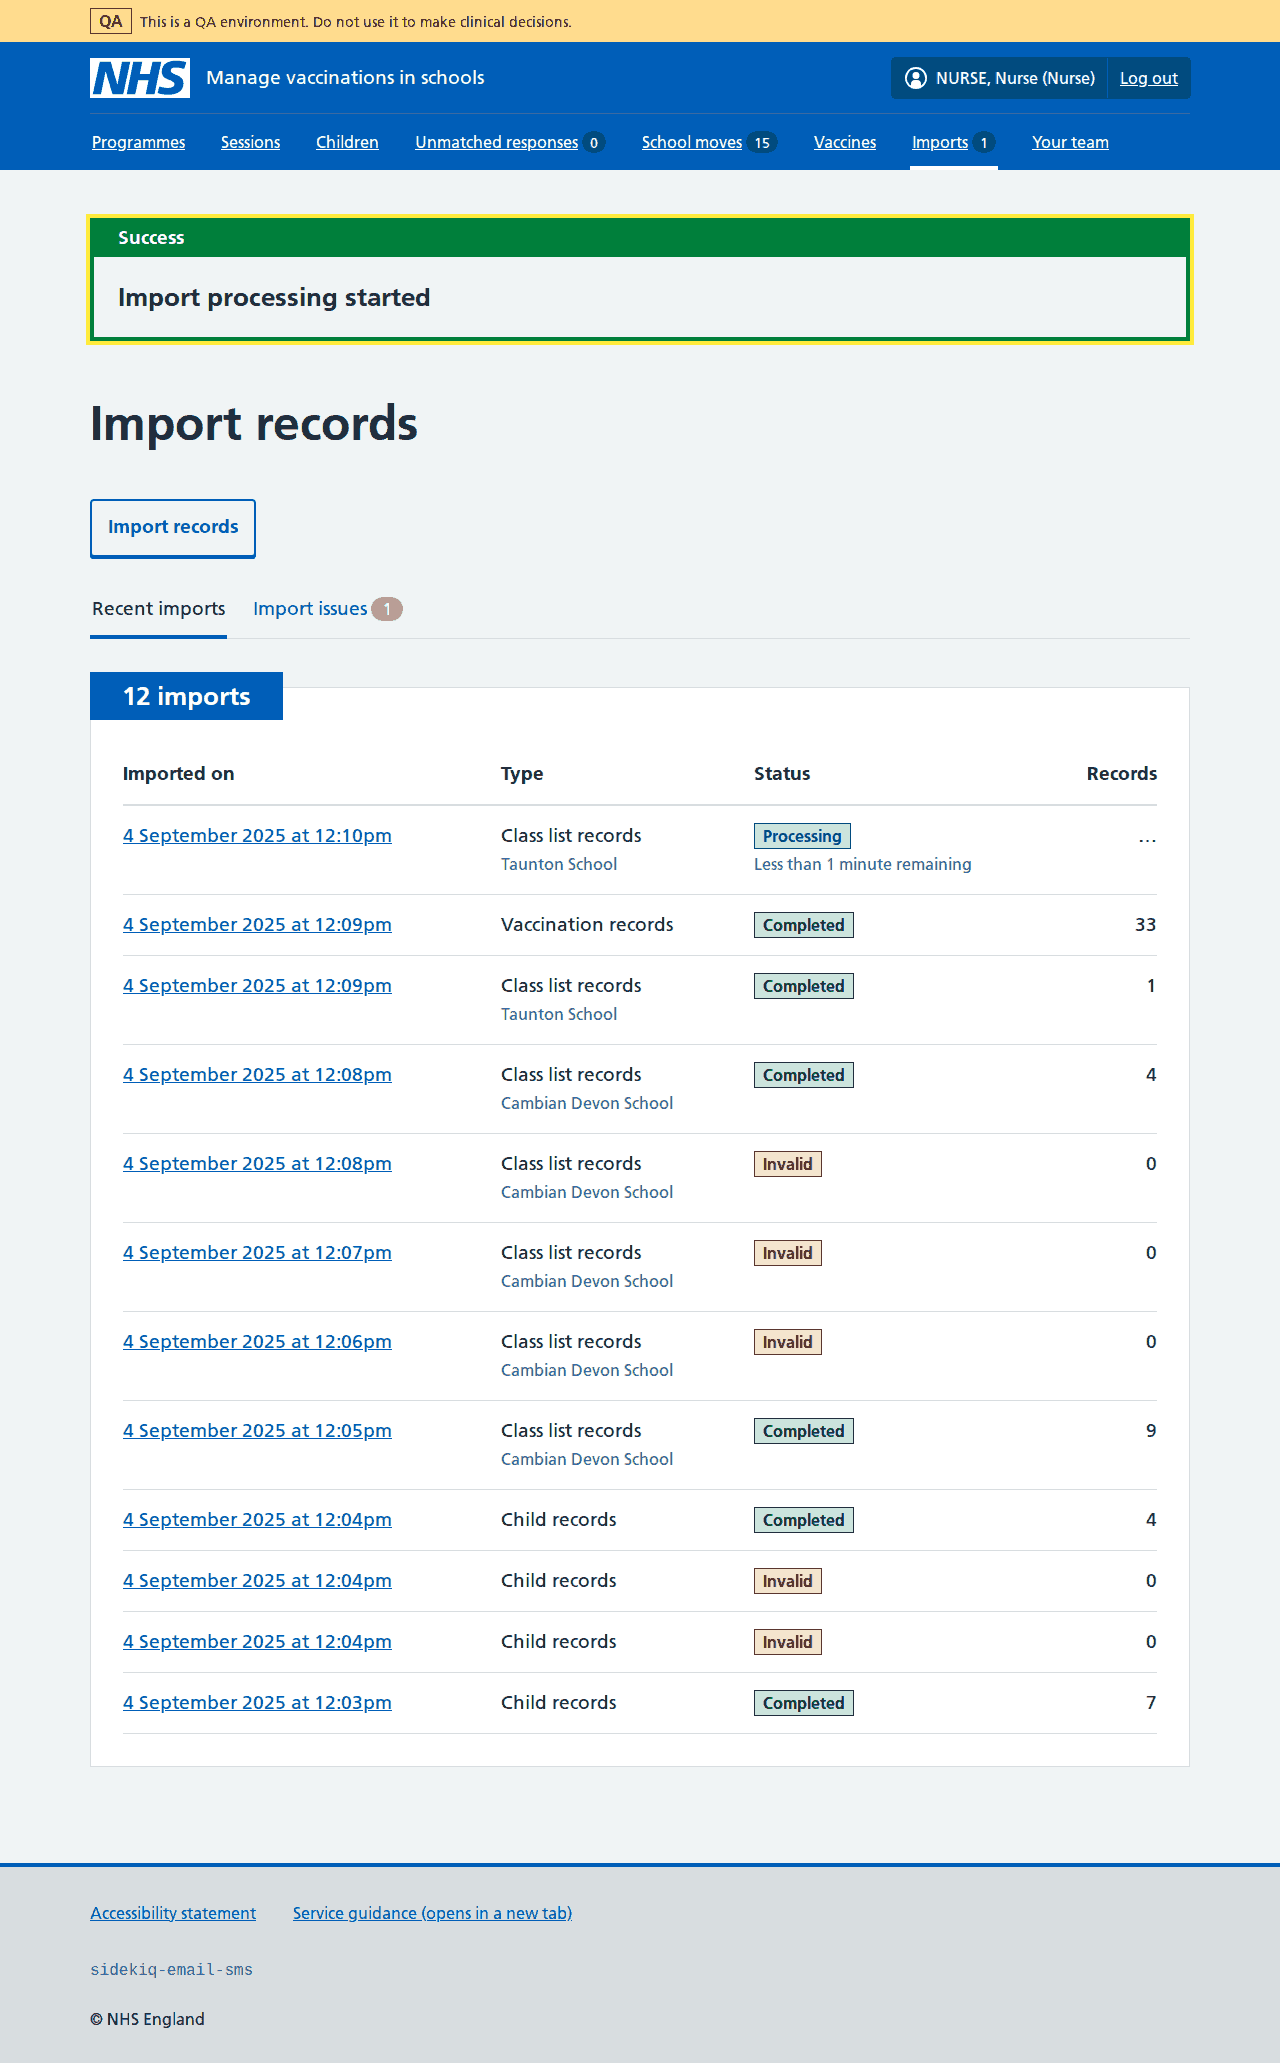 QA This is a QA environment. Do not use it to make clinical decisions.
NHS Manage vaccinations in schools NURSE, Nurse (Nurse) Log out
Programmes Sessions Children Unmatched responses 0 School moves 15 Vaccines Imports 1 Your team
Success
Import processing started
Import records
Import records
Recent imports Import issues 1
12 imports
Imported on Type Status Records
4 September 2025 at 12:10pm Class list records Processing ...
Taunton School Less than 1 minute remaining
4 September 2025 at 12:09pm Vaccination records Completed 33
4 September 2025 at 12:09pm Class list records Completed 1
Taunton School
4 September 2025 at 12:08pm Class list records Completed 4
Cambian Devon School
4 September 2025 at 12:08pm Class list records Invalid 0
Cambian Devon School
4 September 2025 at 12:07pm Class list records Invalid 0
Cambian Devon School
4 September 2025 at 12:06pm Class list records Invalid 0
Cambian Devon School
4 September 2025 at 12:05pm Class list records Completed 9
Cambian Devon School
4 September 2025 at 12:04pm Child records Completed 4
4 September 2025 at 12:04pm Child records Invalid 0
4 September 2025 at 12:04pm Child records Invalid 0
4 September 2025 at 12:03pm Child records Completed 7
Accessibility statement Service guidance (opens in a new tab)
sidekiq-email-sms
© NHS England